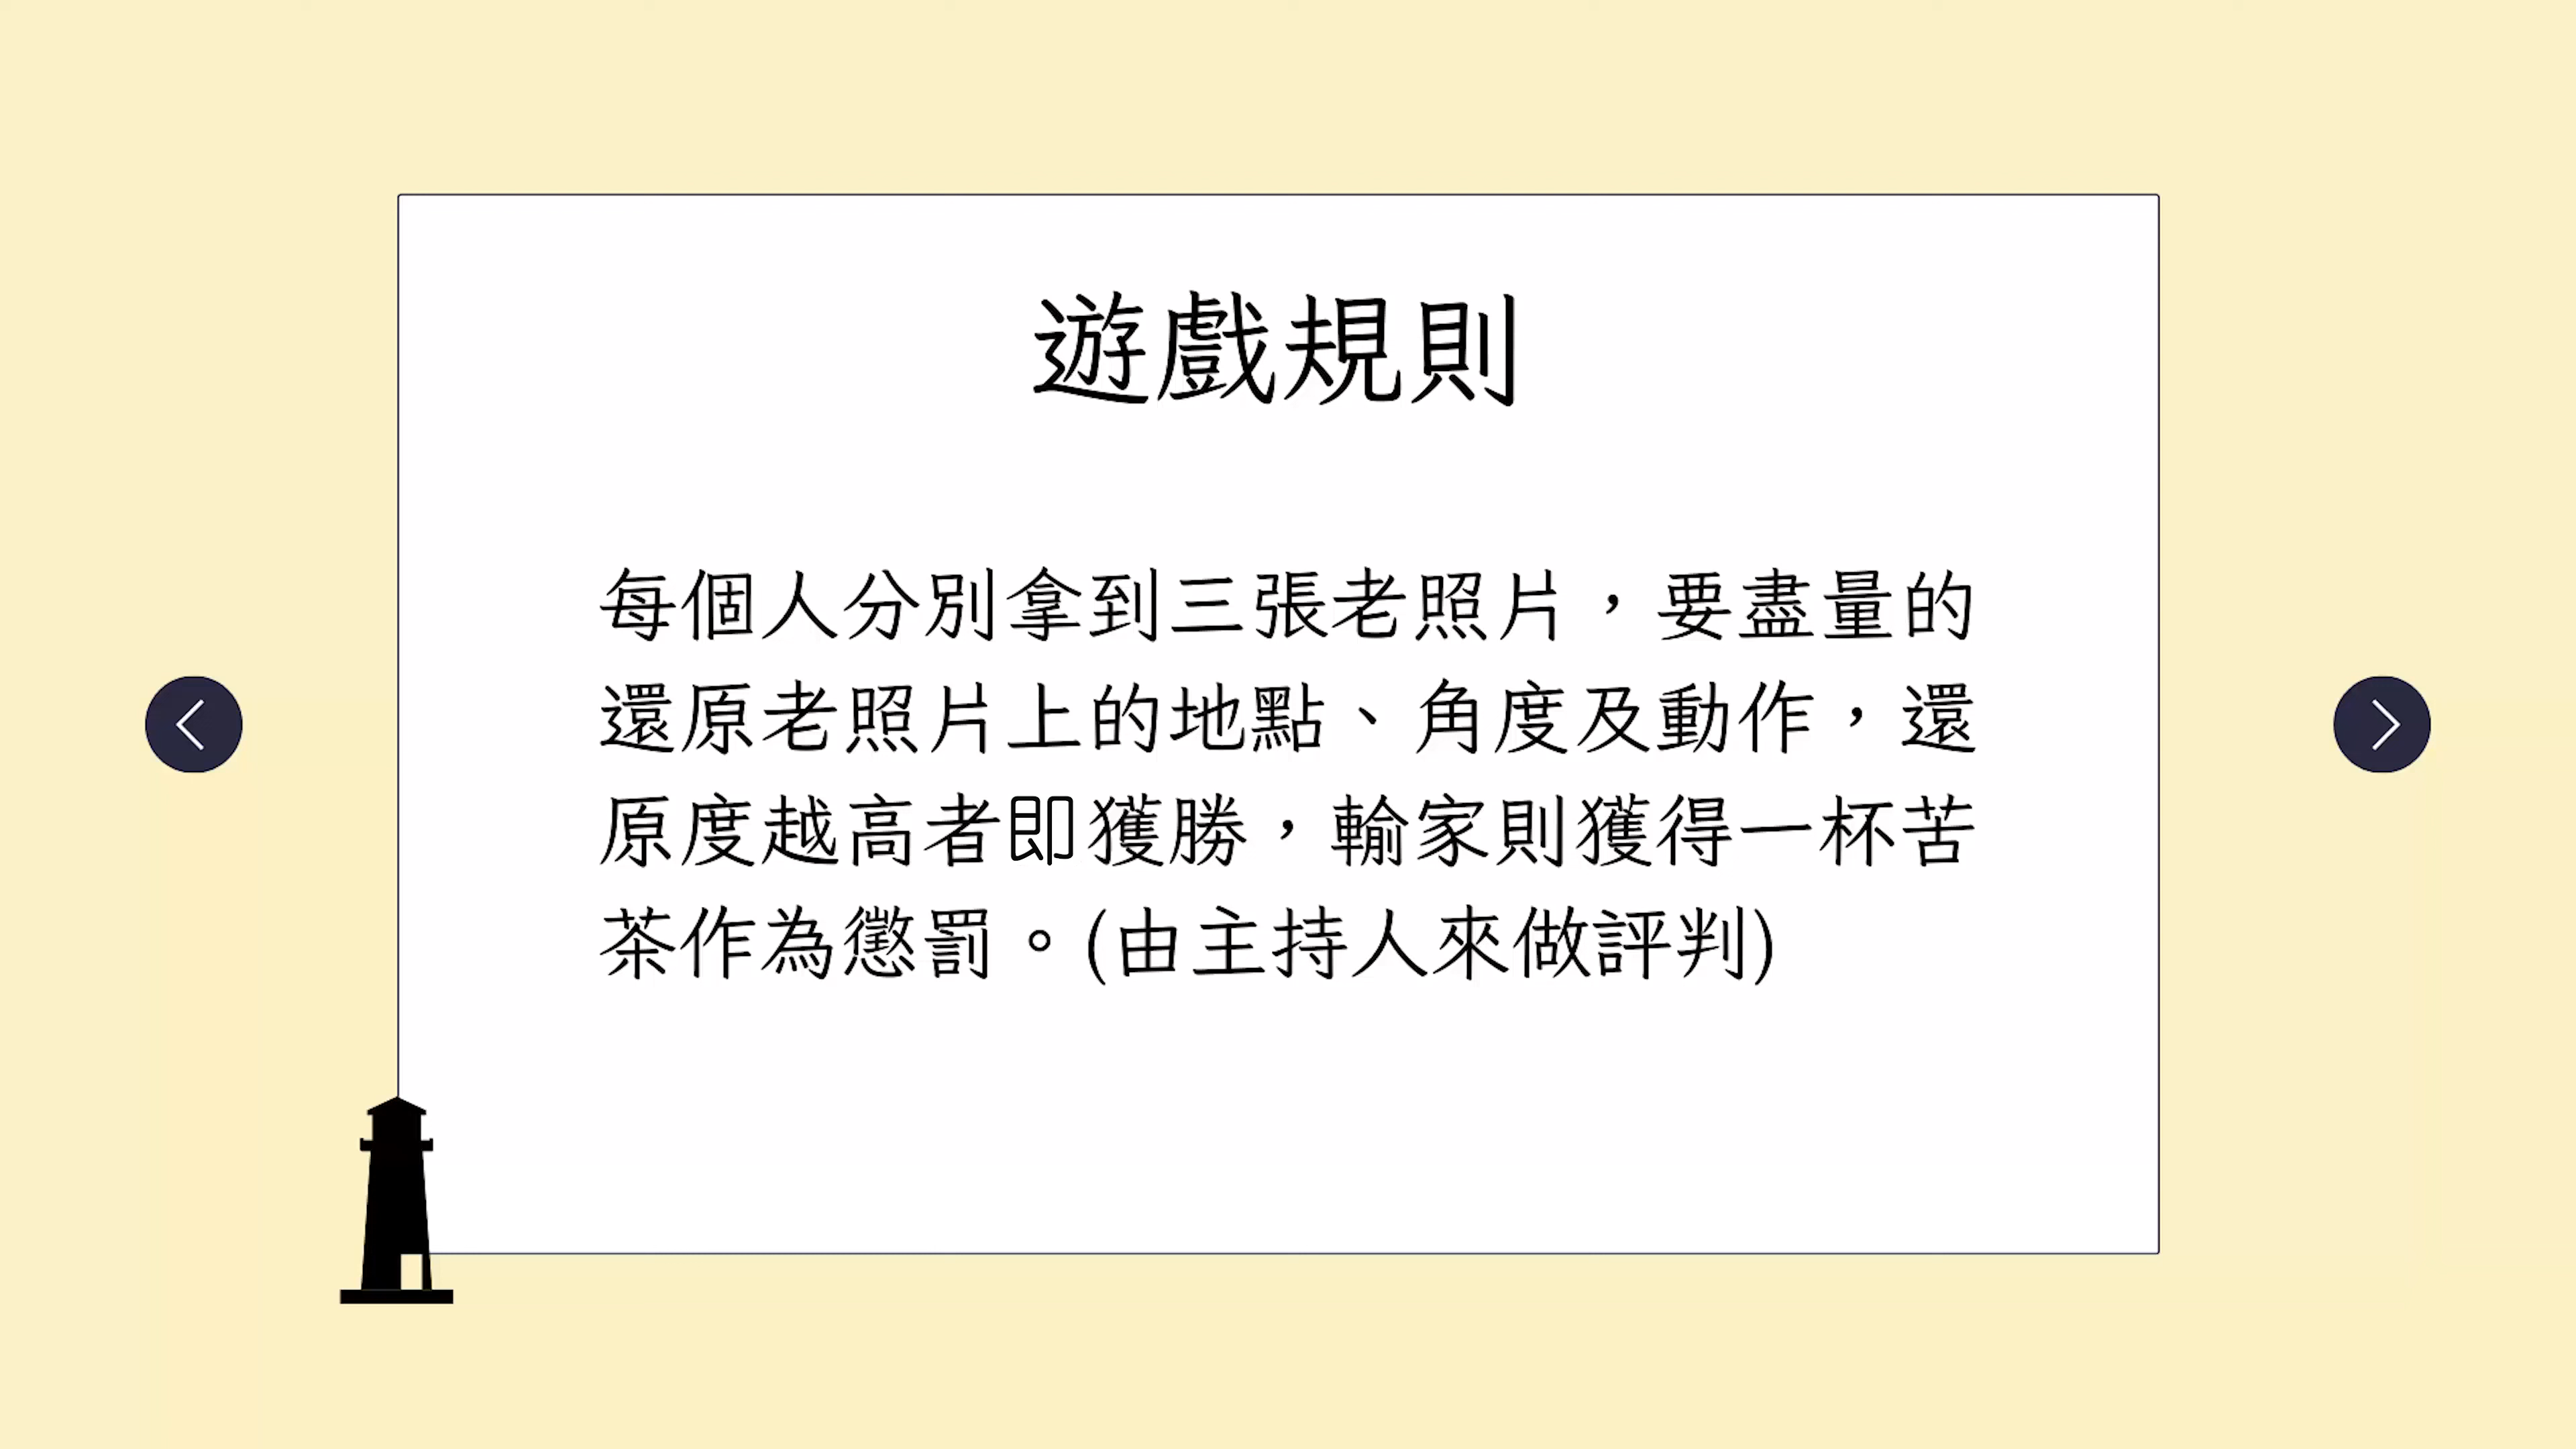 遊戲規則
每個人分別拿到三張老照片，要盡量的
還原老照片上的地點、角度及動作，還
原度越高者即獲勝，輸家則獲得一杯苦
茶作為懲罰。(由主持人來做評判)